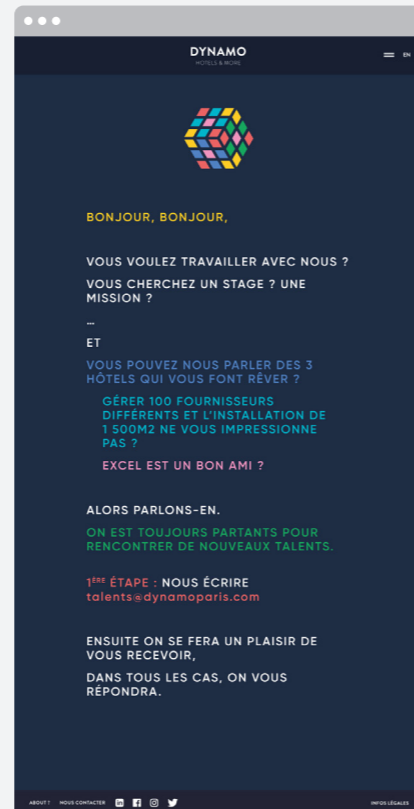 DYNAMO
HOTELS & MORE
EN
BONJOUR, BONJOUR,
VOUS VOULEZ TRAVAILLER AVEC NOUS ?
VOUS CHERCHEZ UN STAGE ? UNE
MISSION ?
...
ET
VOUS POUVEZ NOUS PARLER DES 3
HÔTELS QUI VOUS FONT RÊVER ?
GÉRER 100 FOURNISSEURS
DIFFÉRENTS ET L'INSTALLATION DE
1 500M2 NE VOUS IMPRESSIONNE
PAS ?
EXCEL EST UN BON AMI ?
ALORS PARLONS-EN.
ON EST TOUJOURS PARTANTS POUR
RENCONTRER DE NOUVEAUX TALENTS.
1ÈRE ÉTAPE : NOUS ÉCRIRE
talents@dynamoparis.com
ENSUITE ON SE FERA UN PLAISIR DE
VOUS RECEVOIR,
DANS TOUS LES CAS, ON VOUS
RÉPONDRA.
ABOUT ? NOUS CONTACTER INFOS LÉGALES